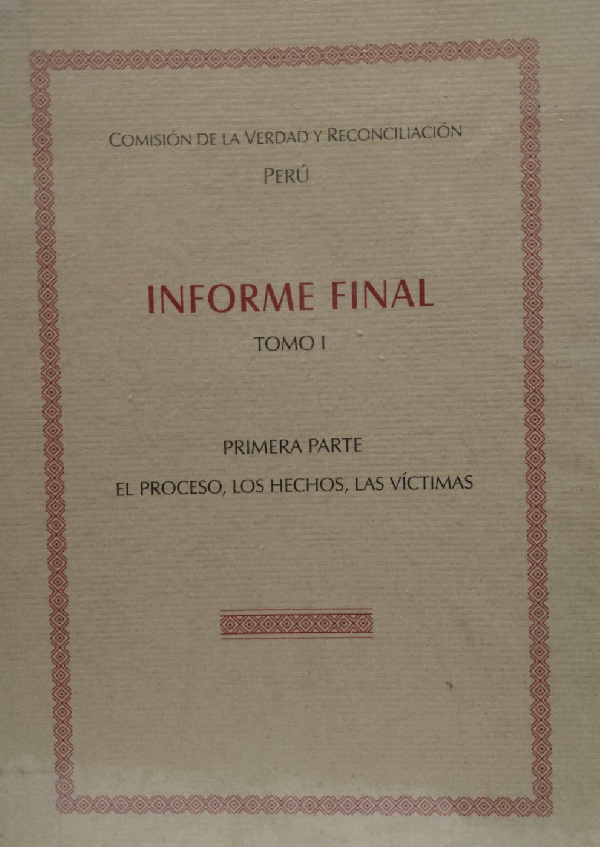 COMISIÓN DE LA VERDAD Y RECONCILIACIÓN
PERÚ
INFORME FINAL
TOMO I
PRIMERA PARTE
EL PROCESO, LOS HECHOS, LAS VÍCTIMAS